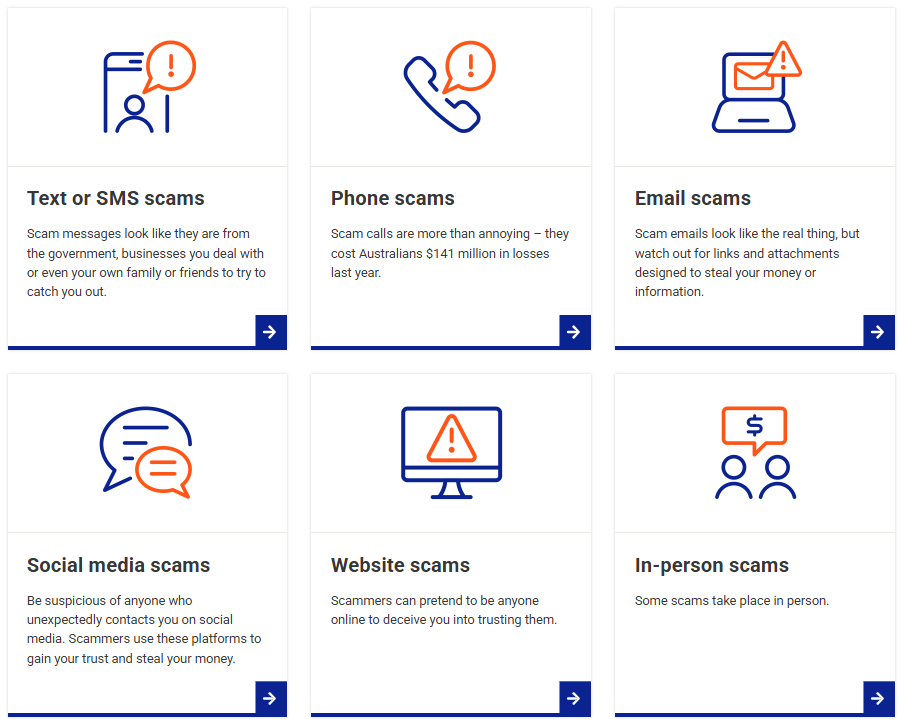 Text or SMS scams
Scam messages look like they are from
the government, businesses you deal with
or even your own family or friends to try to
catch you out.
Phone scams
Scam calls are more than annoying – they
cost Australians $141 million in losses
last year.
Email scams
Scam emails look like the real thing, but
watch out for links and attachments
designed to steal your money or
information.
$
Social media scams
Be suspicious of anyone who
unexpectedly contacts you on social
media. Scammers use these platforms to
gain your trust and steal your money.
Website scams
Scammers can pretend to be anyone
online to deceive you into trusting them.
In-person scams
Some scams take place in person.